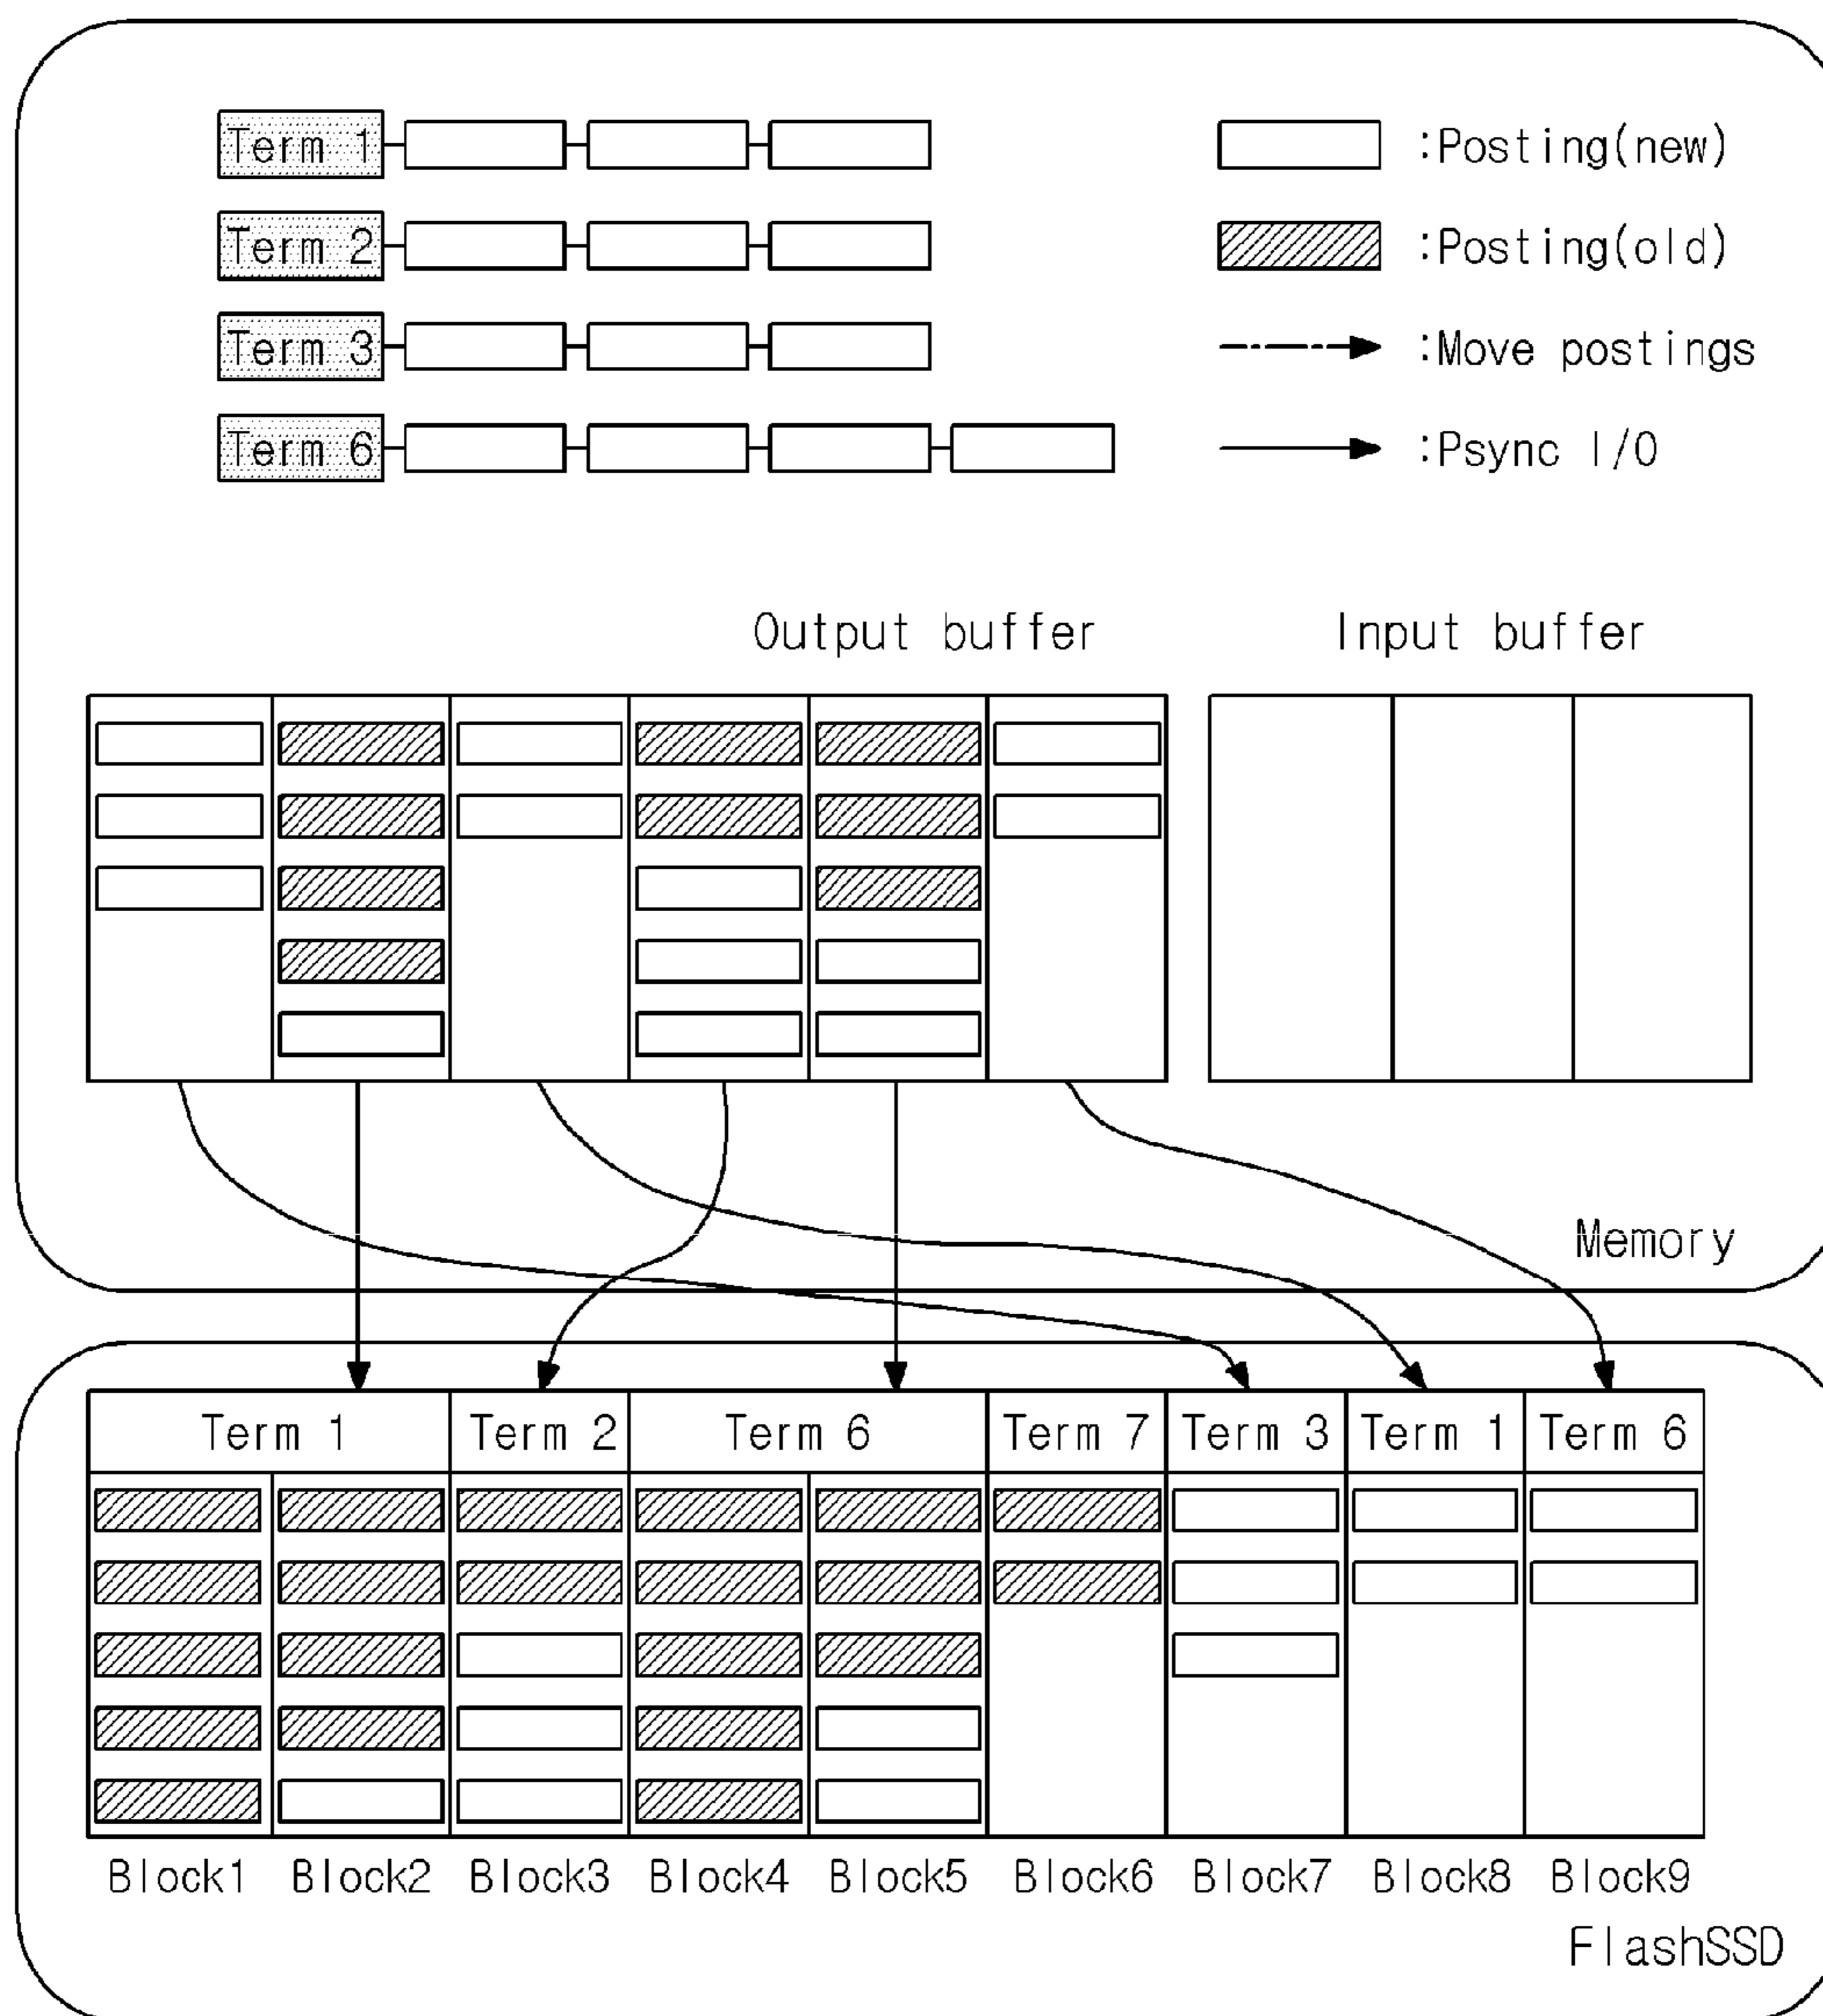 Term 1
:Posting(new)
Term 2
:Posting(old)
Term 3
:Move postings
Term 6
:Psync I/O
Output buffer
Input buffer
Memory
Term 1 Term 2 Term 6 Term 7 Term 3 Term 1 Term 6
Block1 Block2 Block3 Block4 Block5 Block6 Block7 Block8 Block9
FlashSSD